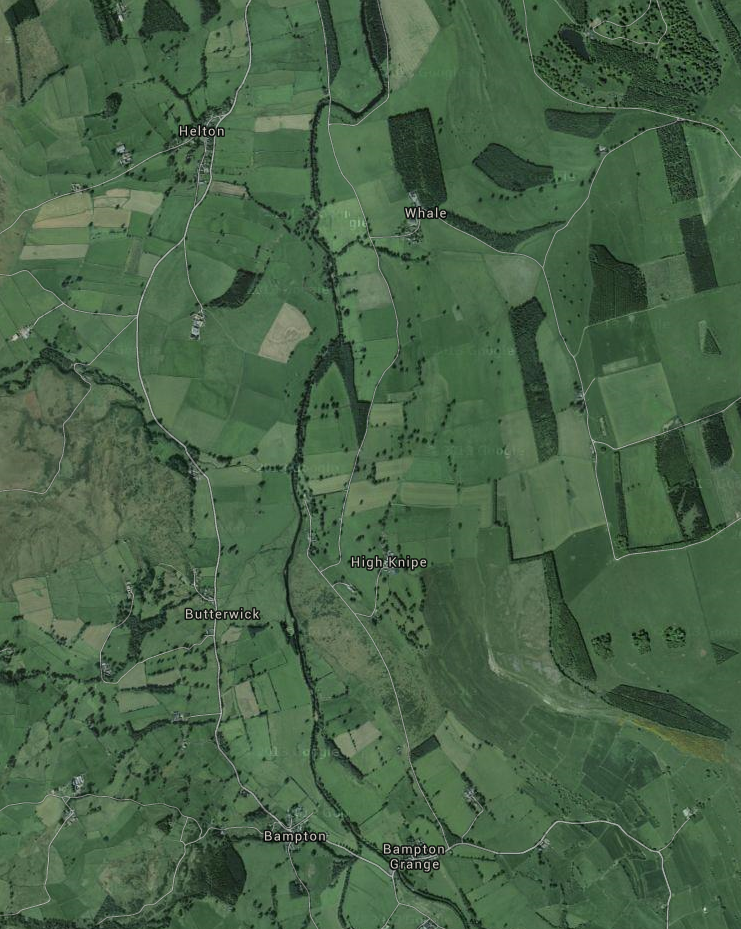 Helton
Whale
High Knipe
Butterwick
Bampton
Bampton
Grange